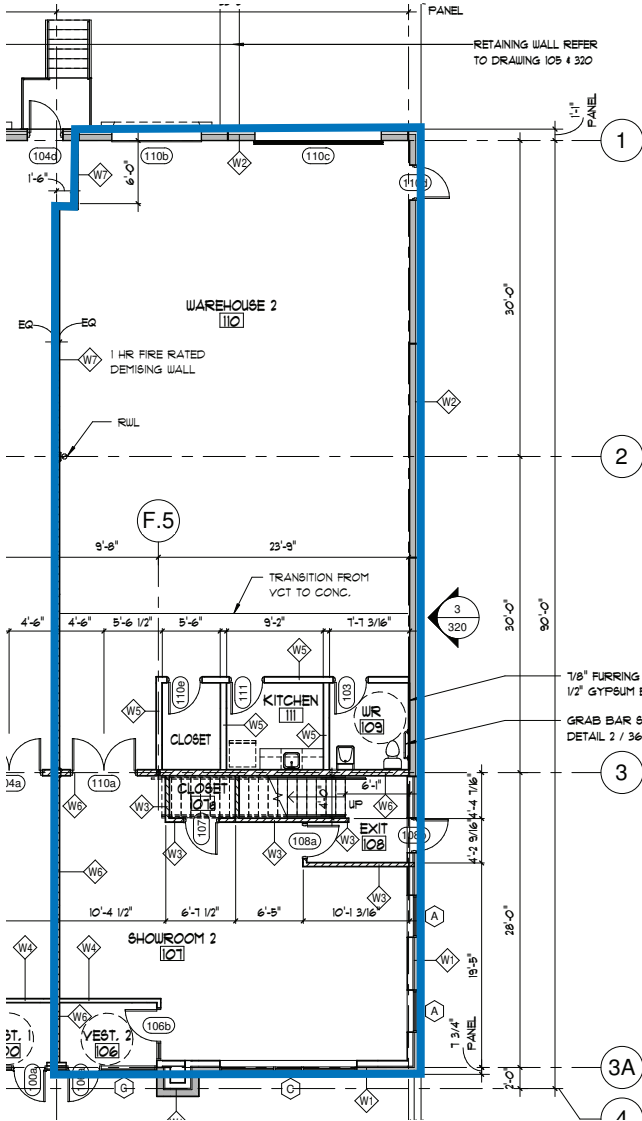 PANEL
RETAINING WALL REFER
TO DRAWING 105 & 320
1'-1"
PANEL
1
104d
110b
W2
110c
1'-6"
W7
6'-0"
110d
30'-0"
WAREHOUSE 2
110
EQ
EQ
W7
1 HR FIRE RATED
DEMISING WALL
W2
RWL
2
F.5
9'-8"
23'-9"
TRANSITION FROM
VCT TO CONC.
3
320
30'-0"
90'-0"
4'-6"
4'-6"
5'-6 1/2"
5'-6"
9'-2"
7'-7 3/16"
W5
110e
111
103
7/8" FURRING
1/2" GYPSUM
W5
KITCHEN
111
WR
109
W5
W5
CLOSET
GRAB BAR
DETAIL 2 / 36
04a
110a
3
W6
W3
CLOSET
107
4'-0"
6'-1"
UP
W6
4'-4 7/16"
W3
W3
108a
EXIT
108
W3
4'-2 9/16"
W6
W3
10'-4 1/2"
6'-7 1/2"
6'-5"
10'-1 3/16"
A
28'-0"
W4
W4
SHOWROOM 2
107
W1
19'-5"
W6
A
106b
ST. 1
00
VEST. 2
106
7 3/4"
PANEL
100a
G
C
W1
2'-0"
3A
4